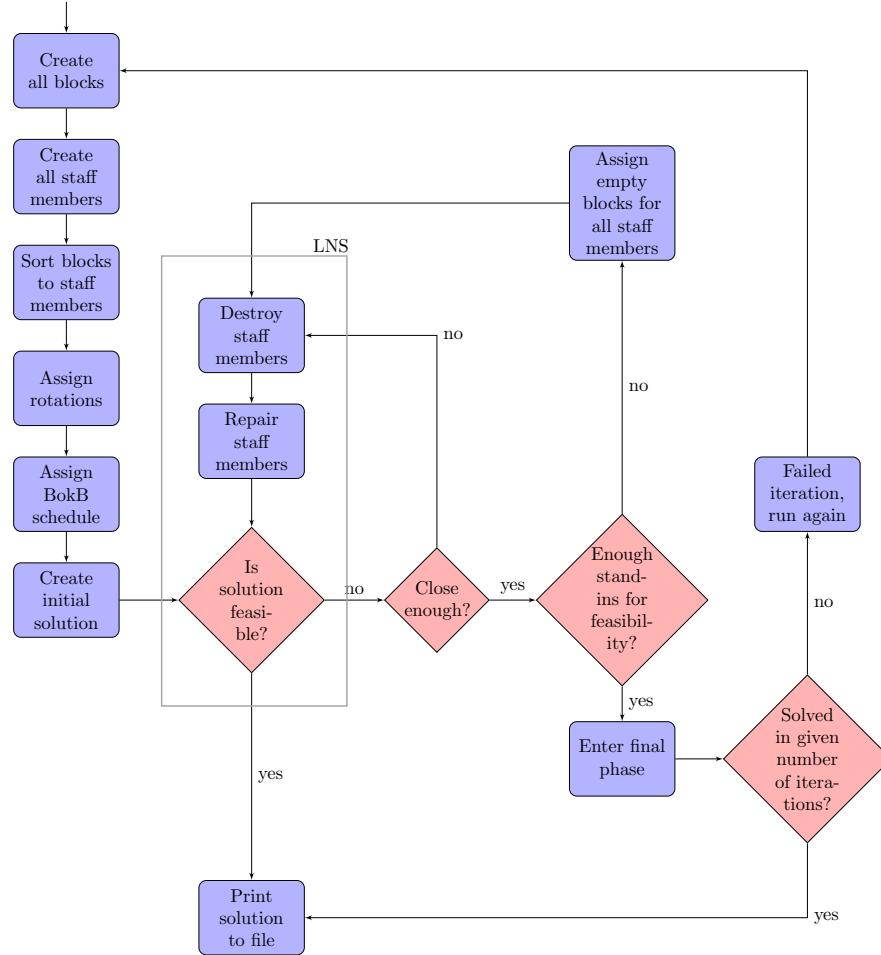 Create
all blocks
Create
all staff
members
Sort blocks
to staff
members
Assign
rotations
Assign
BokB
schedule
Create
initial
solution
LNS
Destroy
staff
members
Repair
staff
members
Is
solution
feasi-
ble?
no
Close
enough?
no
yes
Enough
stand-
ins for
feasibil-
ity?
no
Assign
empty
blocks for
all staff
members
yes
Enter final
phase
Solved
in given
number
of itera-
tions?
no
Failed
iteration,
run again
yes
yes
Print
solution
to file